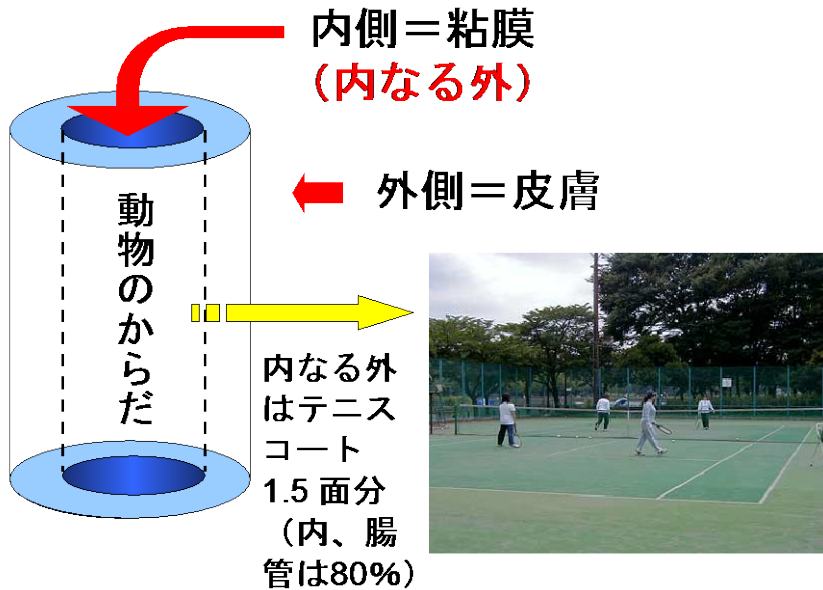 内側＝粘膜
（内なる外）
外側＝皮膚
動物のからだ
内なる外
はテニス
コート
1.5 面分
（内、腸
管は80%）